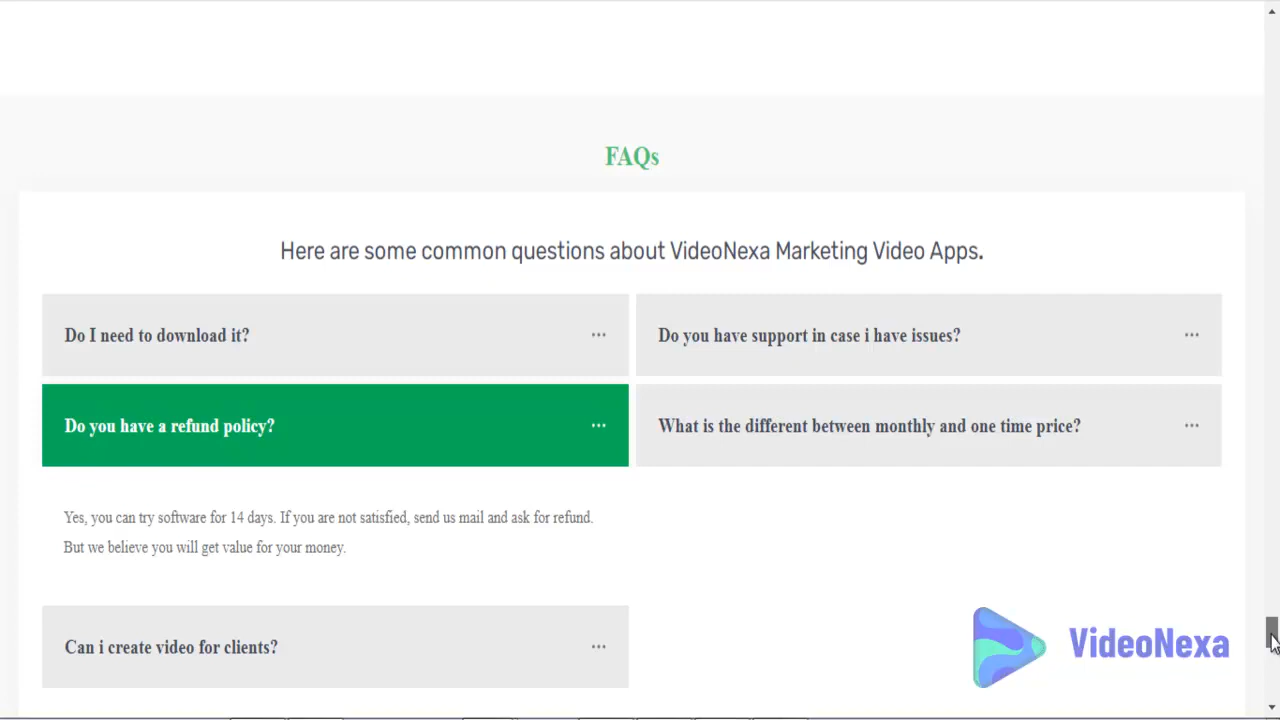 FAQs
Here are some common questions about VideoNexa Marketing Video Apps.
Do I need to download it?
Do you have support in case i have issues?
Do you have a refund policy?
What is the different between monthly and one time price?
Yes, you can try software for 14 days. If you are not satisfied, send us mail and ask for refund.
But we believe you will get value for your money.
Can i create video for clients?
VideoNexa